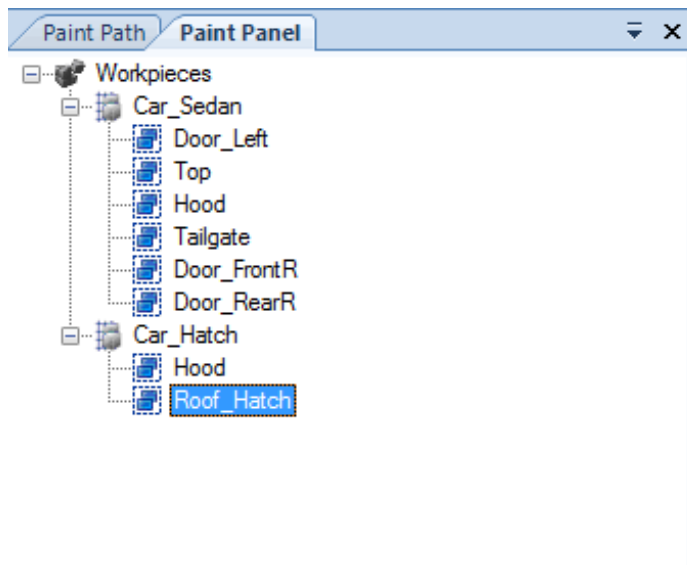 Paint Path Paint Panel
Workpieces
Car_Sedan
Door_Left
Top
Hood
Tailgate
Door_FrontR
Door_RearR
Car_Hatch
Hood
Roof_Hatch